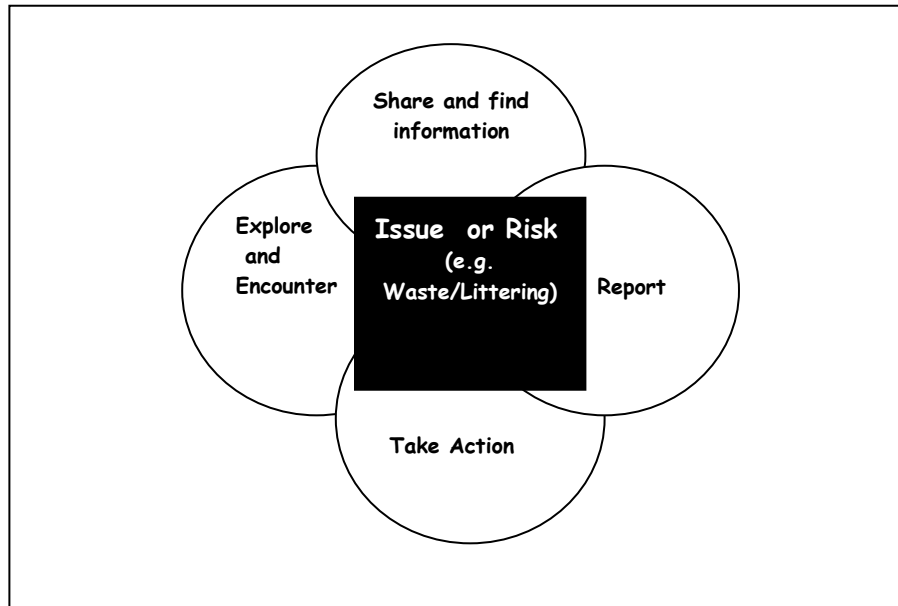 Share and find
information
Explore
and
Encounter
Issue or Risk
(e.g.
Waste/Littering)
Report
Take Action